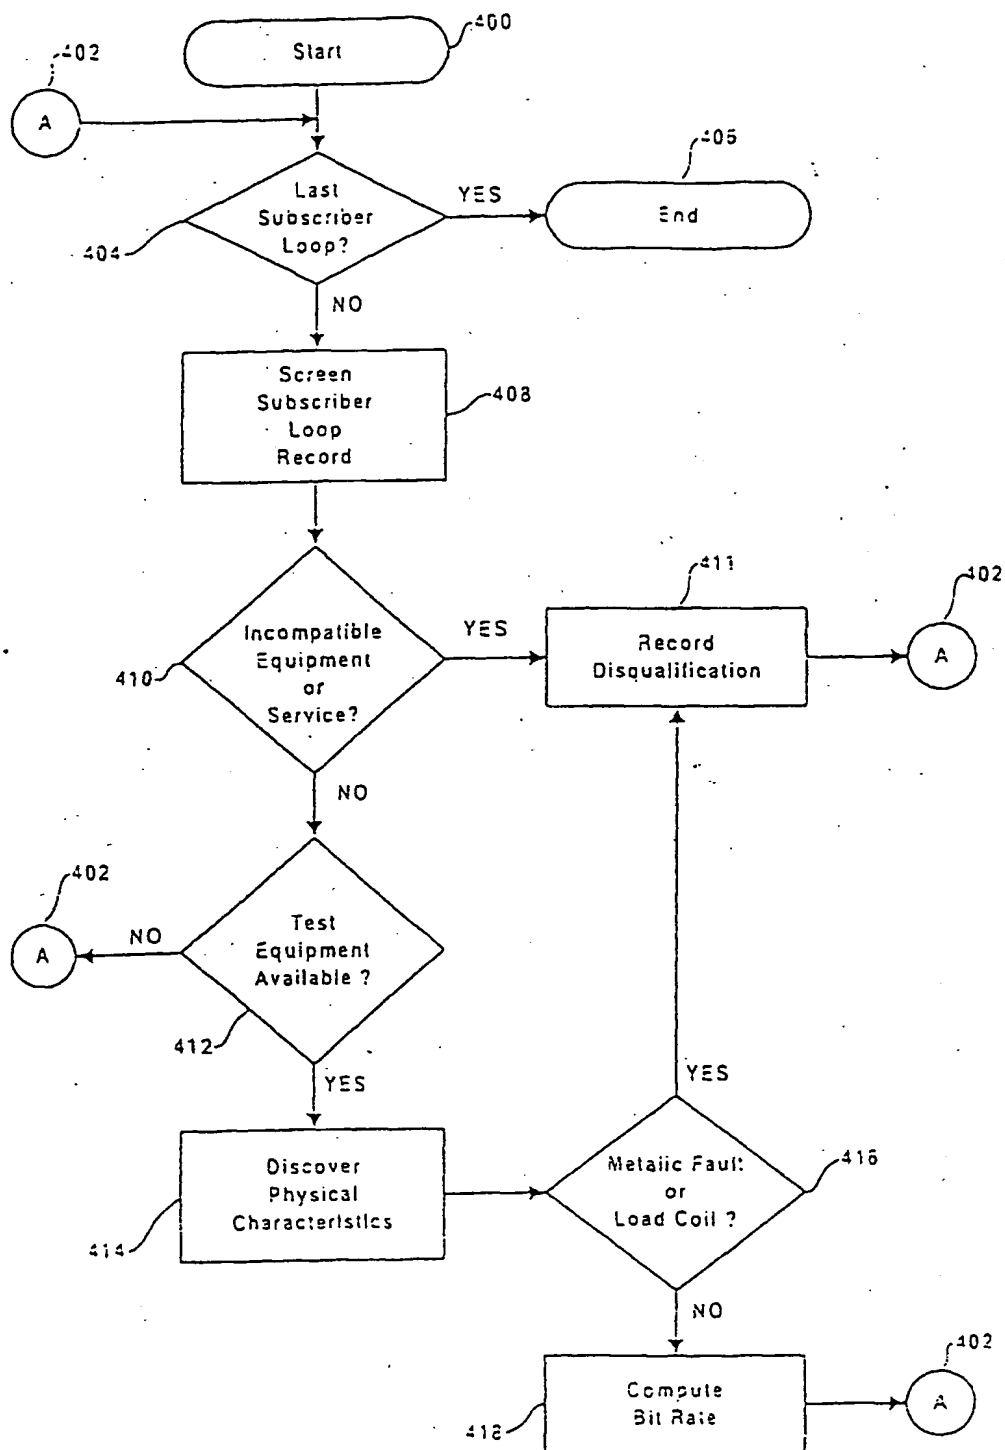 400
Start
402
A
Last
Subscriber
Loop?
404
YES
406
End
NO
Screen
Subscriber
Loop
Record
408
Incompatible
Equipment
or
Service?
410
YES
411
Record
Disqualification
402
A
NO
402
A
NO
Test
Equipment
Available ?
412
YES
Discover
Physical
Characteristics
414
YES
Metallic Fault
or
Load Coil ?
416
NO
Compute
Bit Rate
418
402
A